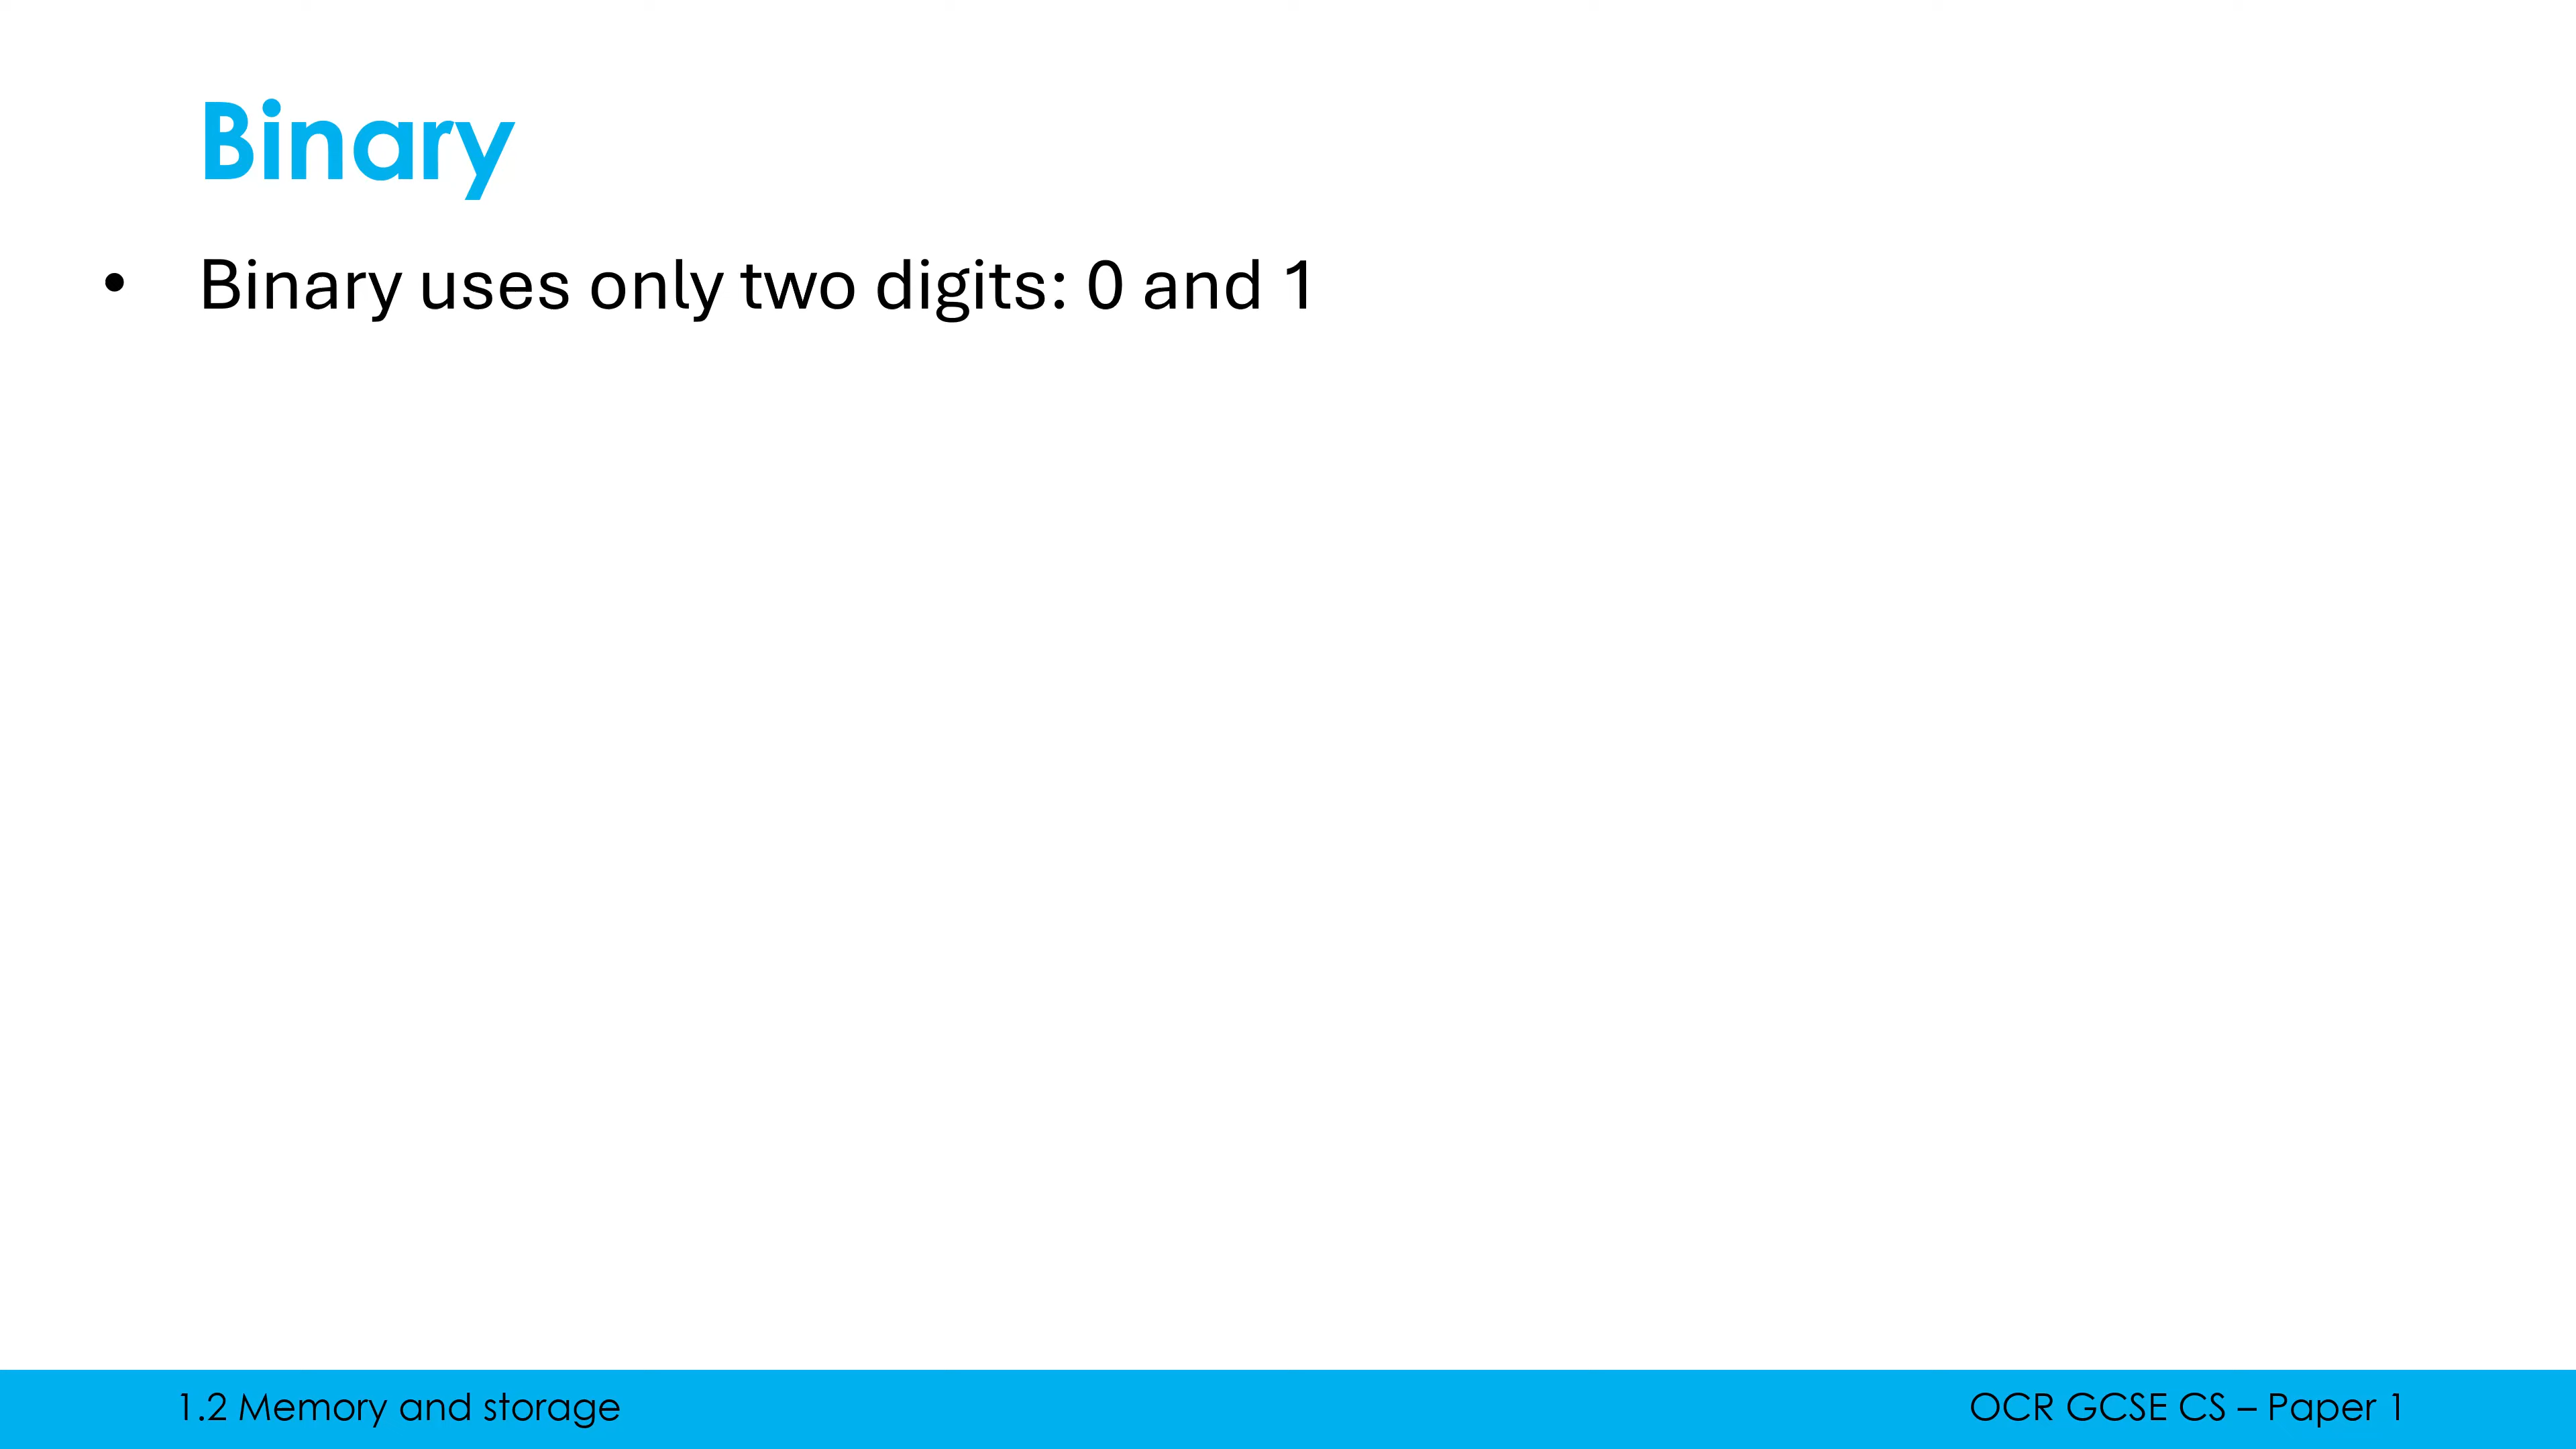 Binary
• Binary uses only two digits: 0 and 1
1.2 Memory and storage
OCR GCSE CS – Paper 1